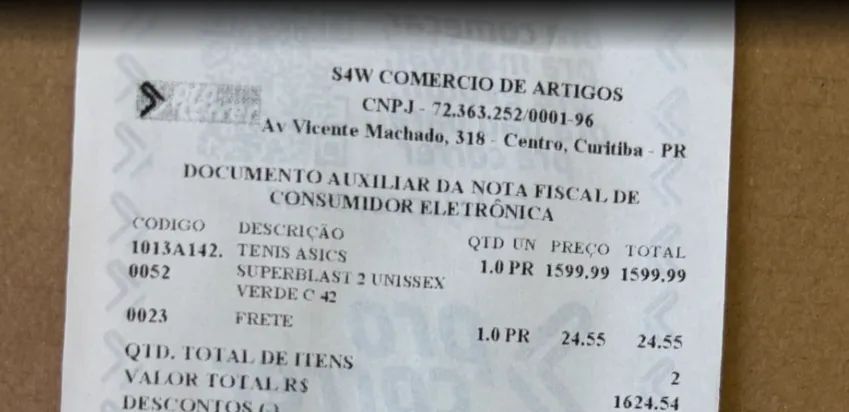 S4W COMERCIO DE ARTIGOS
CNPJ - 72.363.252/0001-96
Av Vicente Machado, 318 - Centro, Curitiba - PR
DOCUMENTO AUXILIAR DA NOTA FISCAL DE
CONSUMIDOR ELETRÔNICA
CODIGO DESCRIÇÃO QTD UN PREÇO TOTAL
1013A142. TENIS ASICS 1.0 PR 1599.99 1599.99
0052 SUPERBLAST 2 UNISSEX
VERDE C 42
0023 FRETE 1.0 PR 24.55 24.55
QTD. TOTAL DE ITENS 2
VALOR TOTAL R$ 1624.54
DESCONTOS (-)